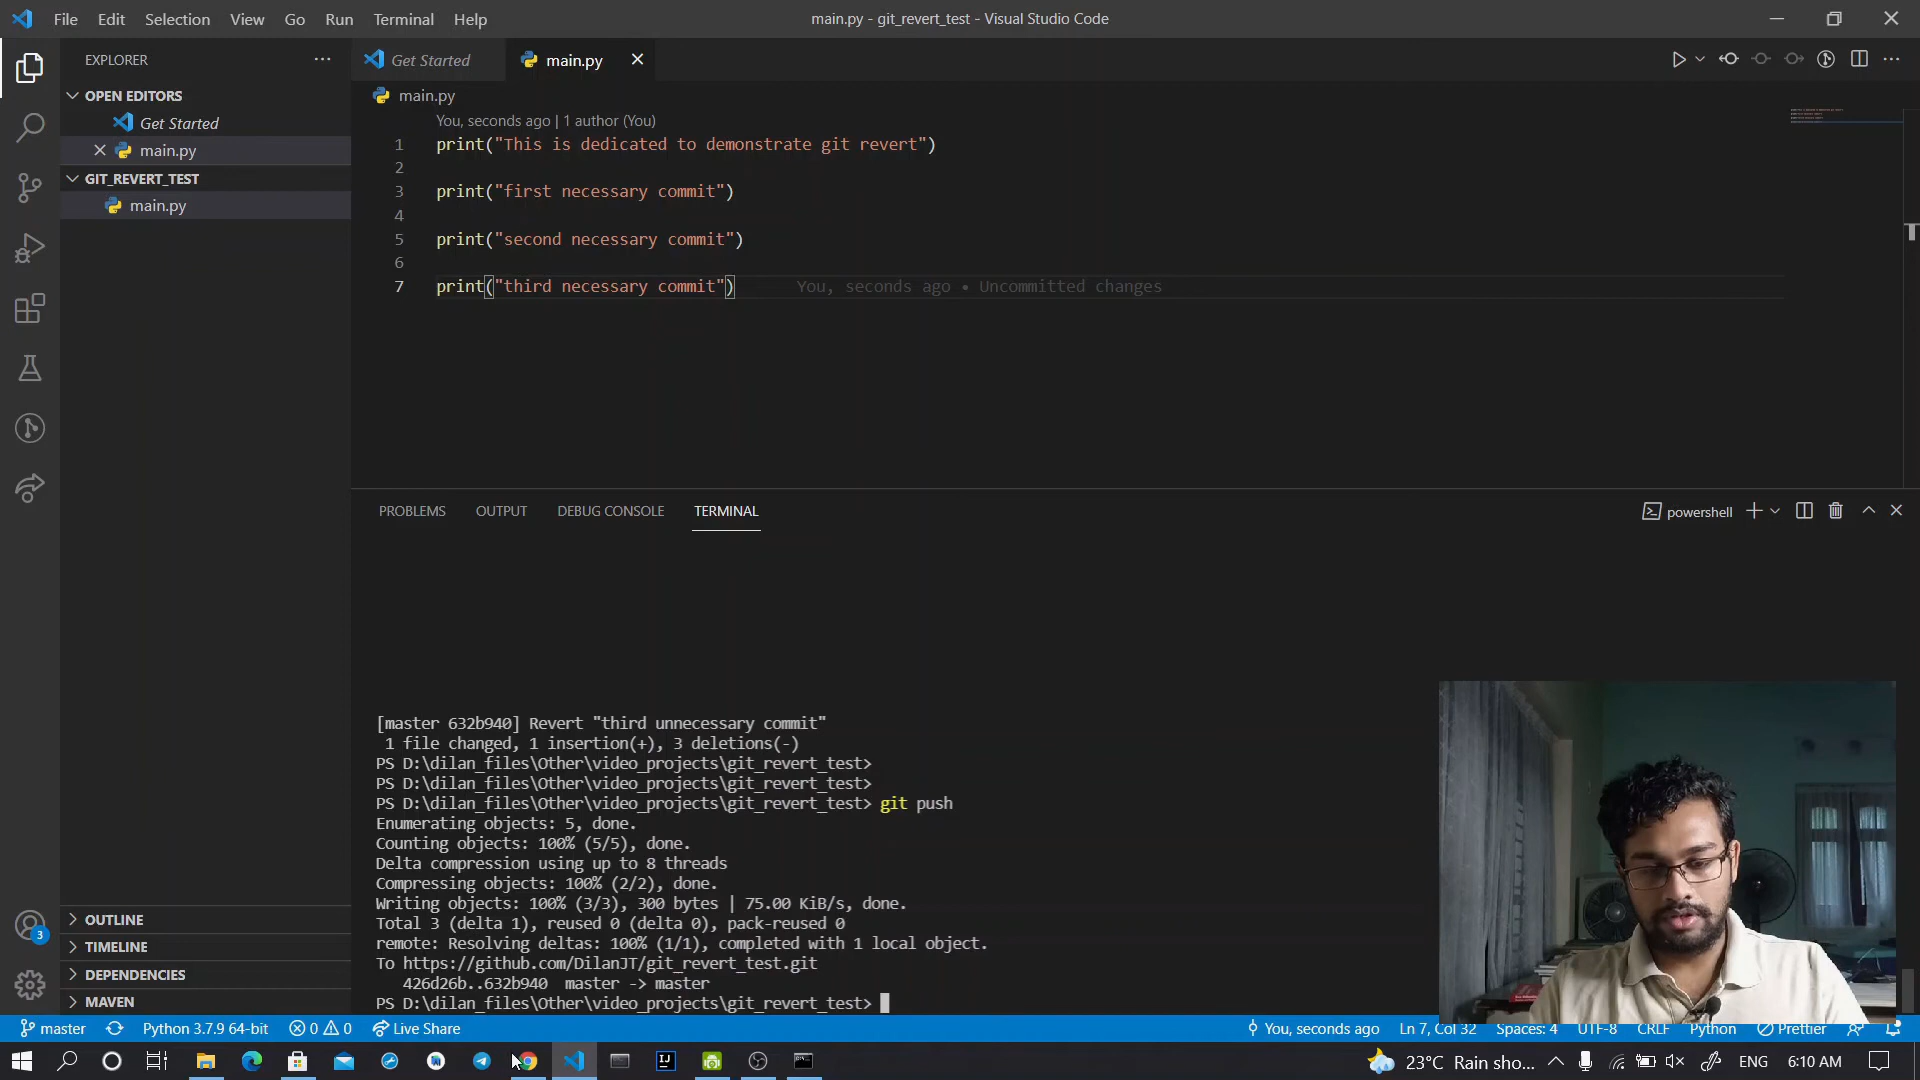 File Edit Selection View Go Run Terminal Help
main.py - git_revert_test - Visual Studio Code
EXPLORER
OPEN EDITORS
Get Started
main.py
GIT_REVERT_TEST
main.py
OUTLINE
TIMELINE
DEPENDENCIES
MAVEN
3
Get Started
main.py
main.py
You, seconds ago | 1 author (You)
1 print("This is dedicated to demonstrate git revert")
2
3 print("first necessary commit")
4
5 print("second necessary commit")
6
7 print("third necessary commit") You, seconds ago • Uncommitted changes
PROBLEMS OUTPUT DEBUG CONSOLE TERMINAL
powershell
[master 632b940] Revert "third unnecessary commit"
1 file changed, 1 insertion(+), 3 deletions(-)
PS D:\dilan_files\Other\video_projects\git_revert_test>
PS D:\dilan_files\Other\video_projects\git_revert_test>
PS D:\dilan_files\Other\video_projects\git_revert_test> git push
Enumerating objects: 5, done.
Counting objects: 100% (5/5), done.
Delta compression using up to 8 threads
Compressing objects: 100% (2/2), done.
Writing objects: 100% (3/3), 300 bytes | 75.00 KiB/s, done.
Total 3 (delta 1), reused 0 (delta 0), pack-reused 0
remote: Resolving deltas: 100% (1/1), completed with 1 local object.
To https://github.com/DilanJT/git_revert_test.git
426d26b..632b940 master -> master
PS D:\dilan_files\Other\video_projects\git_revert_test>
master Python 3.7.9 64-bit 0 0 Live Share You, seconds ago Ln 7, Col 32 Spaces: 4 UTF-8 CRLF Python Prettier
23°C Rain sho... ENG 6:10 AM